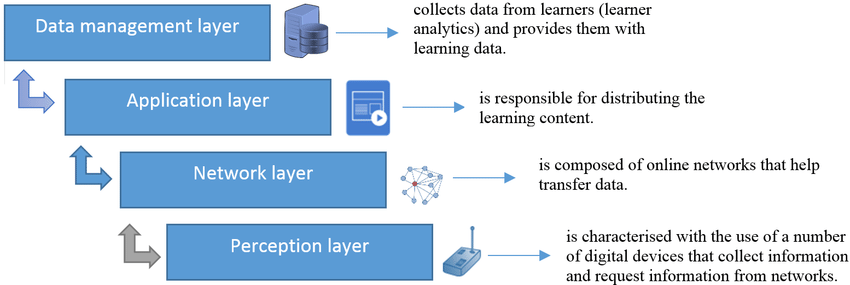 Data management layer
collects data from learners (learner
analytics) and provides them with
learning data.
Application layer
is responsible for distributing the
learning content.
Network layer
is composed of online networks that help
transfer data.
Perception layer
is characterised with the use of a number
of digital devices that collect information
and request information from networks.